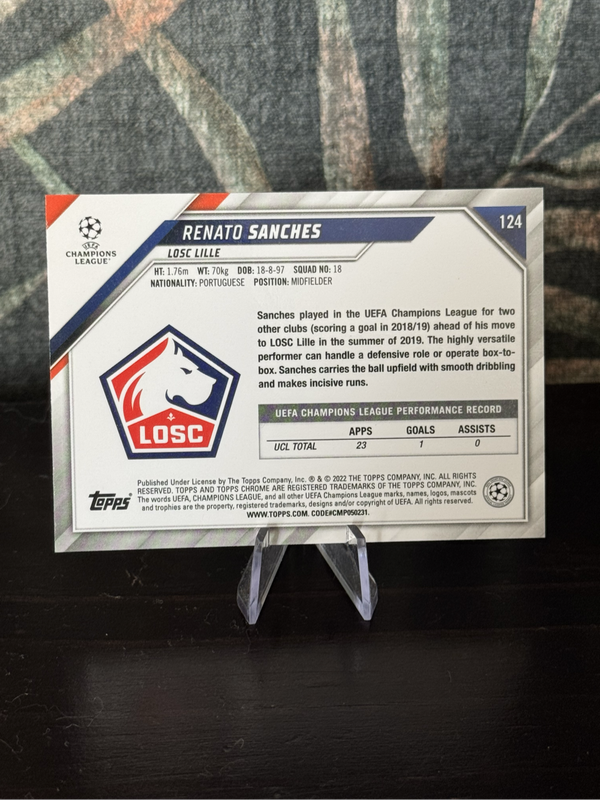 124
RENATO SANCHES
UEFA
CHAMPIONS
LEAGUE®
LOSC LILLE
HT: 1.76m WT: 70kg DOB: 18-8-97 SQUAD NO: 18
NATIONALITY: PORTUGUESE POSITION: MIDFIELDER
Sanches played in the UEFA Champions League for two
other clubs (scoring a goal in 2018/19) ahead of his move
to LOSC Lille in the summer of 2019. The highly versatile
performer can handle a defensive role or operate box-to-
box. Sanches carries the ball upfield with smooth dribbling
and makes incisive runs.
LOSC
UEFA CHAMPIONS LEAGUE PERFORMANCE RECORD
APPS GOALS ASSISTS
UCL TOTAL 23 1 0
Topps®
Published Under License by The Topps Company, Inc. ® & © 2022 THE TOPPS COMPANY, INC. ALL RIGHTS
RESERVED. TOPPS AND TOPPS CHROME ARE REGISTERED TRADEMARKS OF THE TOPPS COMPANY, INC.
The words UEFA, CHAMPIONS LEAGUE, and all other UEFA Champions League marks, names, logos, mascots
and trophies are the property, registered trademarks, designs and/or copyright of UEFA. All rights reserved.
WWW.TOPPS.COM. CODE#CMP050231.